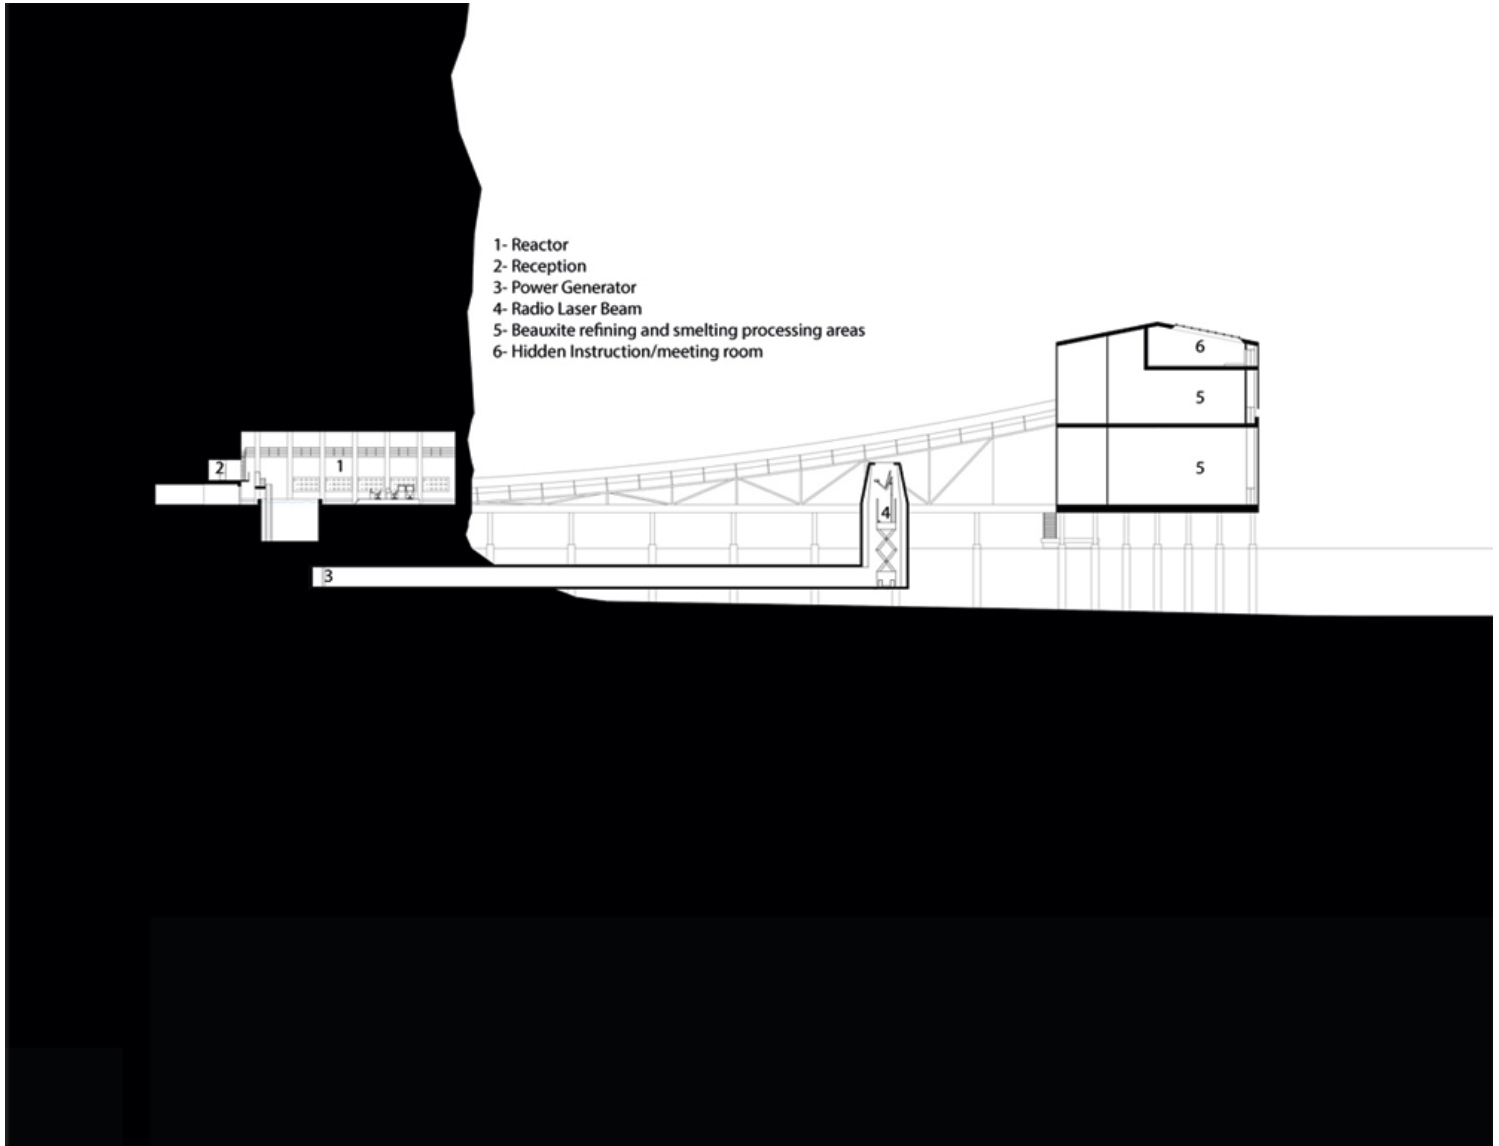 1- Reactor
2- Reception
3- Power Generator
4- Radio Laser Beam
5- Beauxite refining and smelting processing areas
6- Hidden Instruction/meeting room
6
5
2
1
5
4
3